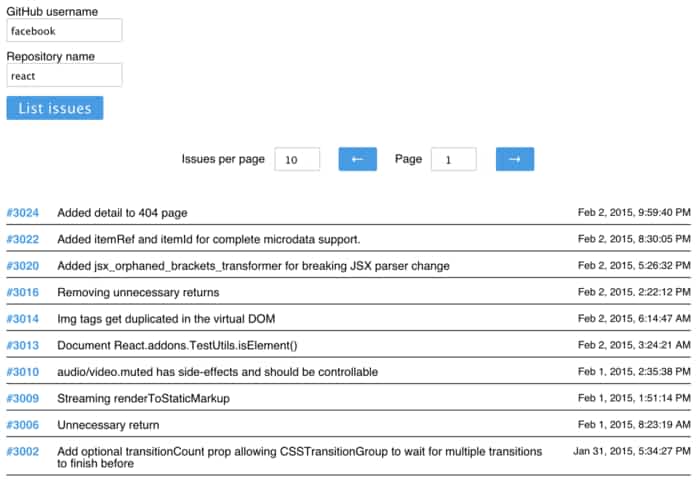 GitHub username
facebook
Repository name
react
List issues
Issues per page 10 ← Page 1 →
#3024 Added detail to 404 page Feb 2, 2015, 9:59:40 PM
#3022 Added itemRef and itemId for complete microdata support. Feb 2, 2015, 8:30:05 PM
#3020 Added jsx_orphaned_brackets_transformer for breaking JSX parser change Feb 2, 2015, 5:26:32 PM
#3016 Removing unnecessary returns Feb 2, 2015, 2:22:12 PM
#3014 Img tags get duplicated in the virtual DOM Feb 2, 2015, 6:14:47 AM
#3013 Document React.addons.TestUtils.isElement() Feb 2, 2015, 3:24:21 AM
#3010 audio/video.muted has side-effects and should be controllable Feb 1, 2015, 2:35:38 PM
#3009 Streaming renderToStaticMarkup Feb 1, 2015, 1:51:14 PM
#3006 Unnecessary return Feb 1, 2015, 8:23:19 AM
#3002 Add optional transitionCount prop allowing CSSTransitionGroup to wait for multiple transitions Jan 31, 2015, 5:34:27 PM
to finish before